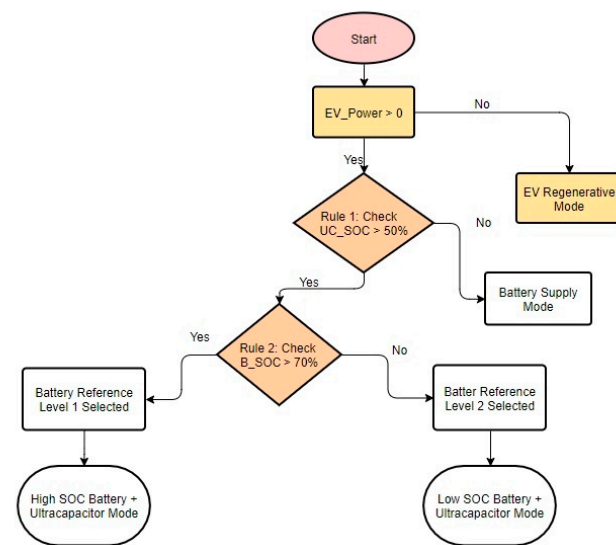 Start
EV_Power > 0
No
Yes
EV Regenerative
Mode
Rule 1: Check
UC_SOC > 50%
No
Battery Supply
Mode
Yes
Rule 2: Check
B_SOC > 70%
Yes
No
Battery Reference
Level 1 Selected
Batter Reference
Level 2 Selected
High SOC Battery +
Ultracapacitor Mode
Low SOC Battery +
Ultracapacitor Mode